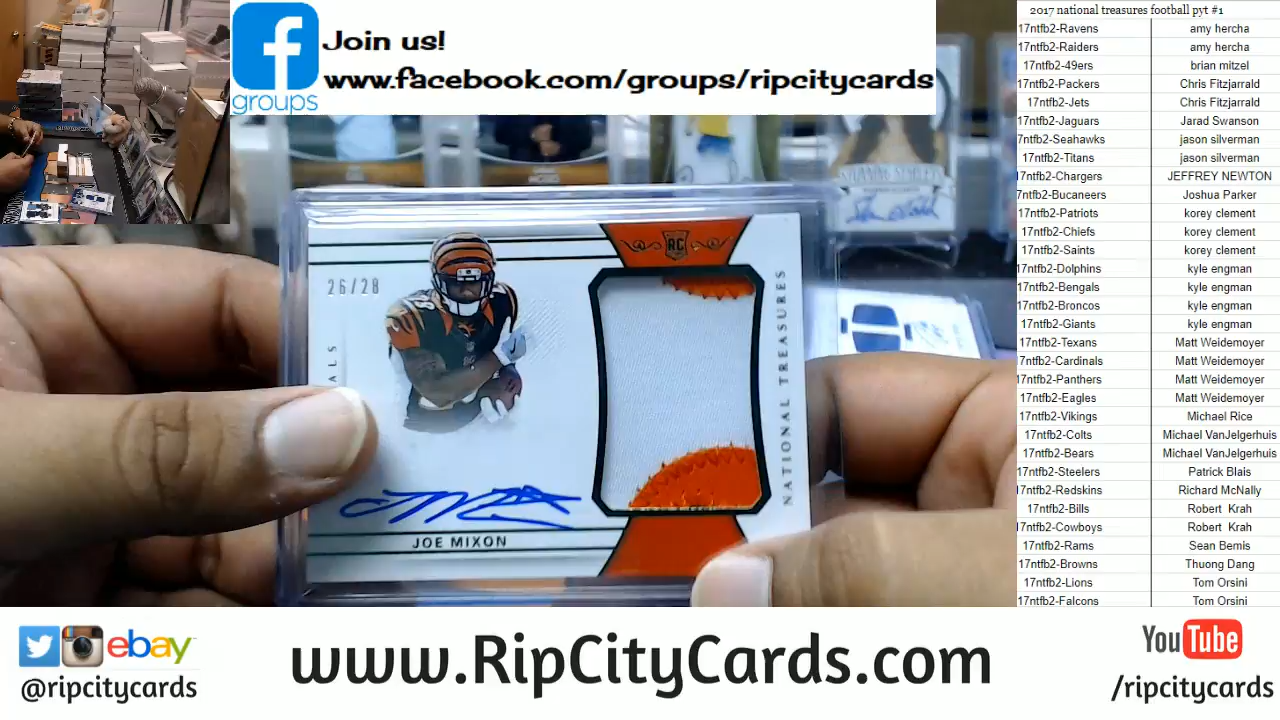 Join us!
www.facebook.com/groups/ripcitycards
f
groups
2017 national treasures football pyt #1
17ntfb2-Ravens amy hercha
17ntfb2-Raiders amy hercha
17ntfb2-49ers brian mitzel
17ntfb2-Packers Chris Fitzjarrald
17ntfb2-Jets Chris Fitzjarrald
17ntfb2-Jaguars Jarad Swanson
17ntfb2-Seahawks jason silverman
17ntfb2-Titans jason silverman
17ntfb2-Chargers JEFFREY NEWTON
17ntfb2-Bucaneers Joshua Parker
17ntfb2-Patriots korey clement
17ntfb2-Chiefs korey clement
17ntfb2-Saints korey clement
17ntfb2-Dolphins kyle engman
17ntfb2-Bengals kyle engman
17ntfb2-Broncos kyle engman
17ntfb2-Giants kyle engman
17ntfb2-Texans Matt Weidemoyer
17ntfb2-Cardinals Matt Weidemoyer
17ntfb2-Panthers Matt Weidemoyer
17ntfb2-Eagles Matt Weidemoyer
17ntfb2-Vikings Michael Rice
17ntfb2-Colts Michael VanJelgerhuis
17ntfb2-Bears Michael VanJelgerhuis
17ntfb2-Steelers Patrick Blais
17ntfb2-Redskins Richard McNally
17ntfb2-Bills Robert Krah
17ntfb2-Cowboys Robert Krah
17ntfb2-Rams Sean Bemis
17ntfb2-Browns Thuong Dang
17ntfb2-Lions Tom Orsini
17ntfb2-Falcons Tom Orsini
RC
26/28
ALS
NATIONAL TREASURES
JOE MIXON
ebay
@ripcitycards
www.RipCityCards.com
YouTube
/ripcitycards